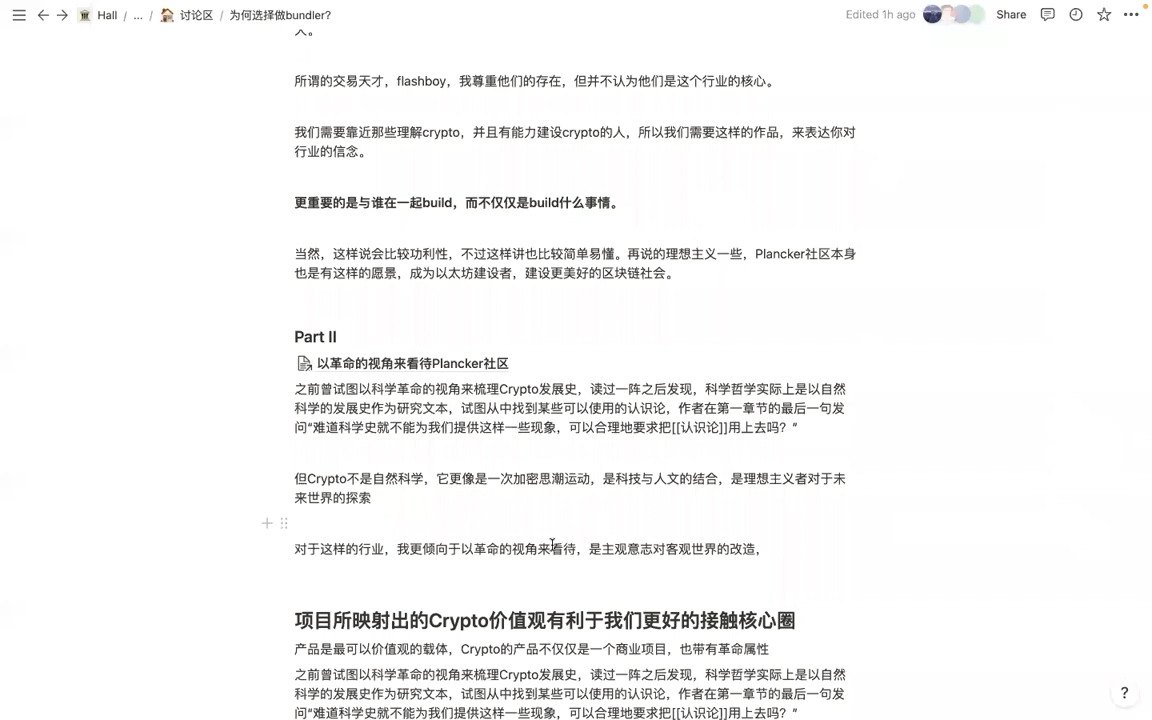 Hall / ... / 讨论区 / 为何选择做bundler?
Edited 1h ago
Share
人。
所谓的交易天才，flashboy，我尊重他们的存在，但并不认为他们是这个行业的核心。
我们需要靠近那些理解crypto，并且有能力建设crypto的人，所以我们需要这样的作品，来表达你对
行业的信念。
更重要的是与谁在一起build，而不仅仅是build什么事情。
当然，这样说会比较功利性，不过这样讲也比较简单易懂。再说的理想主义一些，Plancker社区本身
也是有这样的愿景，成为以太坊建设者，建设更美好的区块链社会。
Part II
以革命的视角来看待Plancker社区
之前曾试图以科学革命的视角来梳理Crypto发展史，读过一阵之后发现，科学哲学实际上是以自然
科学的发展史作为研究文本，试图从中找到某些可以使用的认识论，作者在第一章节的最后一句发
问“难道科学史就不能为我们提供这样一些现象，可以合理地要求把[[认识论]]用上去吗？”
但Crypto不是自然科学，它更像是一次加密思潮运动，是科技与人文的结合，是理想主义者对于未
来世界的探索
对于这样的行业，我更倾向于以革命的视角来看待，是主观意志对客观世界的改造，
项目所映射出的Crypto价值观有利于我们更好的接触核心圈
产品是最可以价值观的载体，Crypto的产品不仅仅是一个商业项目，也带有革命属性
之前曾试图以科学革命的视角来梳理Crypto发展史，读过一阵之后发现，科学哲学实际上是以自然
科学的发展史作为研究文本，试图从中找到某些可以使用的认识论，作者在第一章节的最后一句发
问“难道科学史就不能为我们提供这样一些现象，可以合理地要求把[[认识论]]用上去吗？”
?